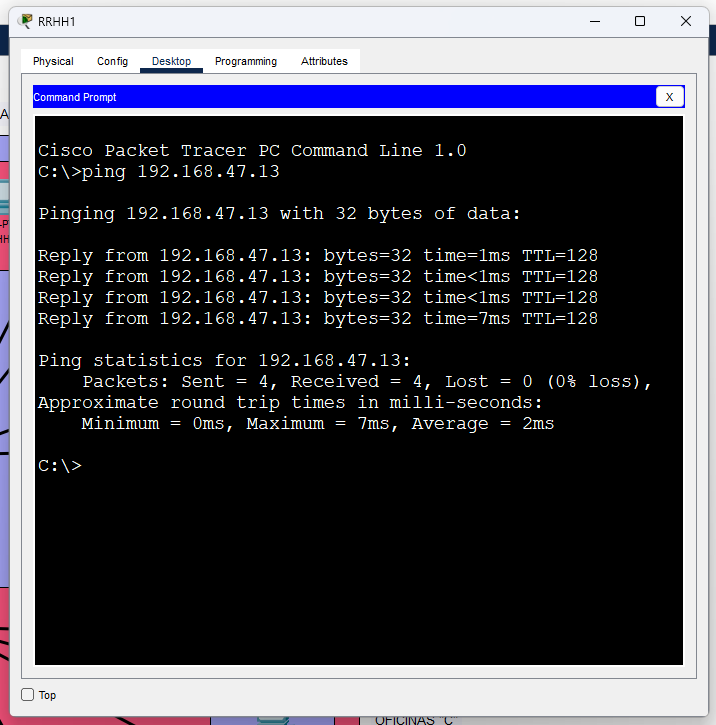 RRHH1
Physical Config Desktop Programming Attributes
Command Prompt X
Cisco Packet Tracer PC Command Line 1.0
C:\>ping 192.168.47.13
Pinging 192.168.47.13 with 32 bytes of data:
Reply from 192.168.47.13: bytes=32 time=1ms TTL=128
Reply from 192.168.47.13: bytes=32 time<1ms TTL=128
Reply from 192.168.47.13: bytes=32 time<1ms TTL=128
Reply from 192.168.47.13: bytes=32 time=7ms TTL=128
Ping statistics for 192.168.47.13:
Packets: Sent = 4, Received = 4, Lost = 0 (0% loss),
Approximate round trip times in milli-seconds:
Minimum = 0ms, Maximum = 7ms, Average = 2ms
C:\>
Top
OFICINAS "C"